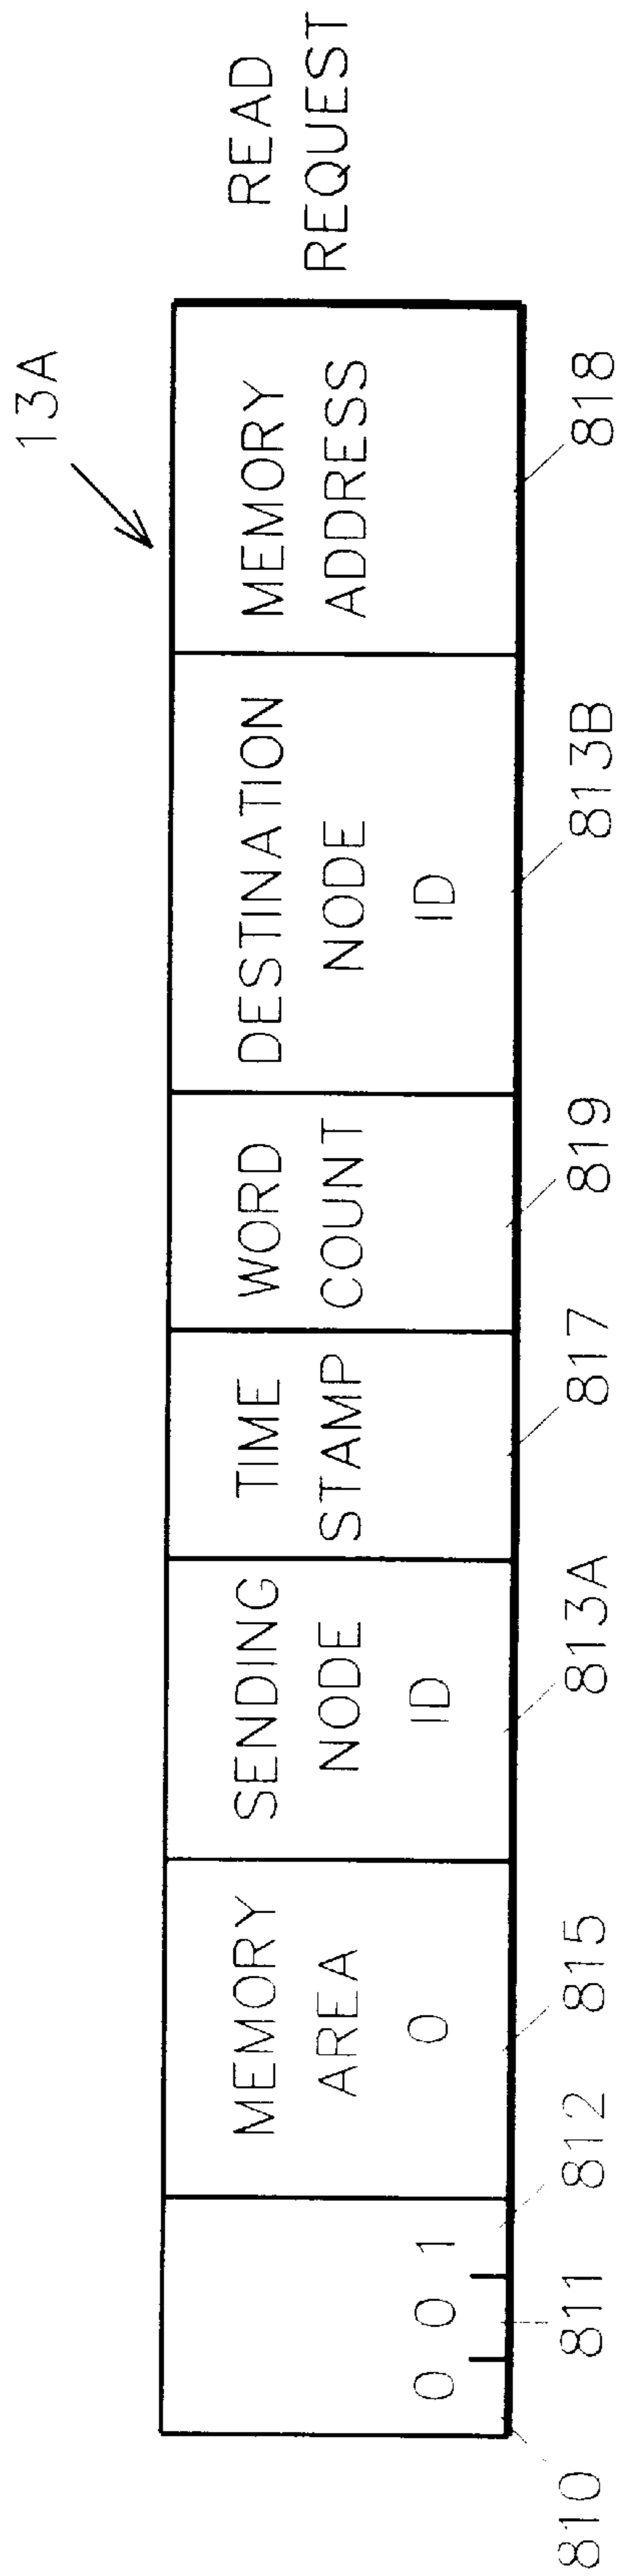 13A
READ
REQUEST
0 0 1
MEMORY
AREA
0
SENDING
NODE
ID
TIME
STAMP
WORD
COUNT
DESTINATION
NODE
ID
MEMORY
ADDRESS
810
811
812
815
813A
817
819
813B
818